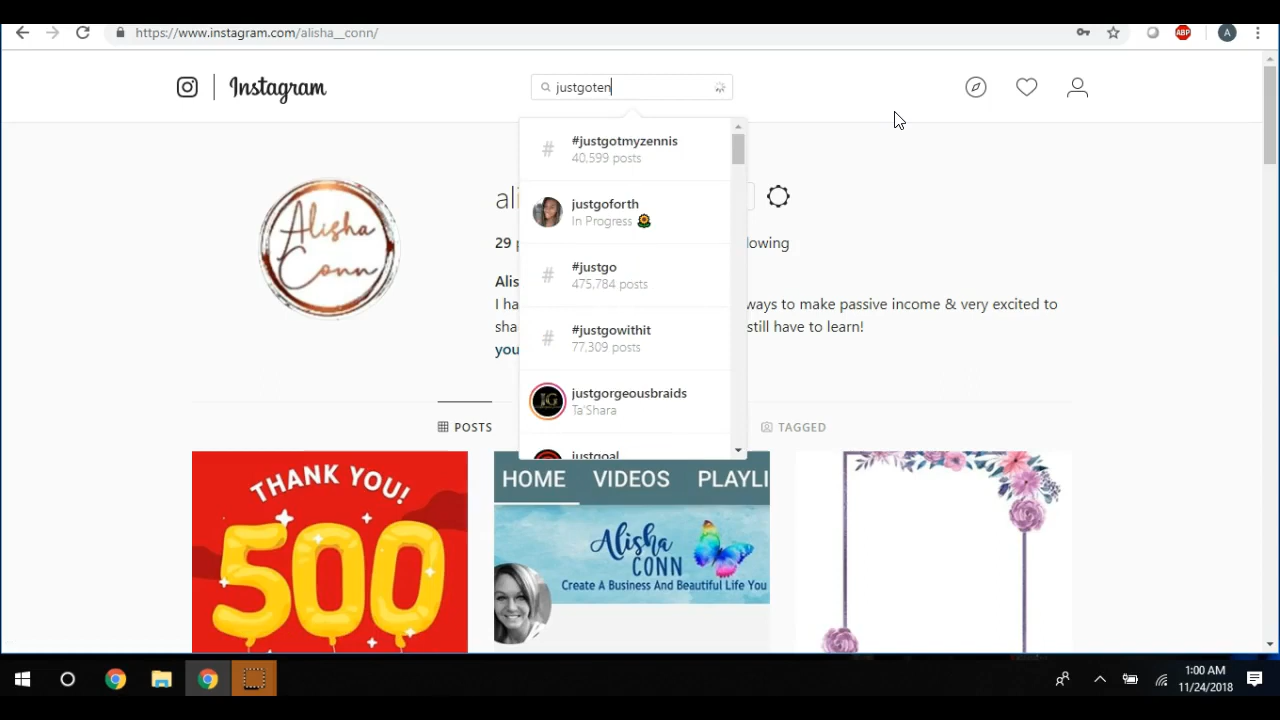 https://www.instagram.com/alisha__conn/
ABP
A
Instagram
justgoten
#justgotmyzennis
40,599 posts
justgoforth
In Progress 🌻
#justgo
475,784 posts
#justgowithit
77,309 posts
JG
justgorgeousbraids
Ta'Shara
justgoal
Alisha
Conn
ali
29 p
lowing
Alis
I ha
ways to make passive income & very excited to
sha
still have to learn!
you
POSTS
TAGGED
THANK YOU!
500
HOME VIDEOS PLAYLI
Alisha
CONN
Create A Business And Beautiful Life You
1:00 AM
11/24/2018